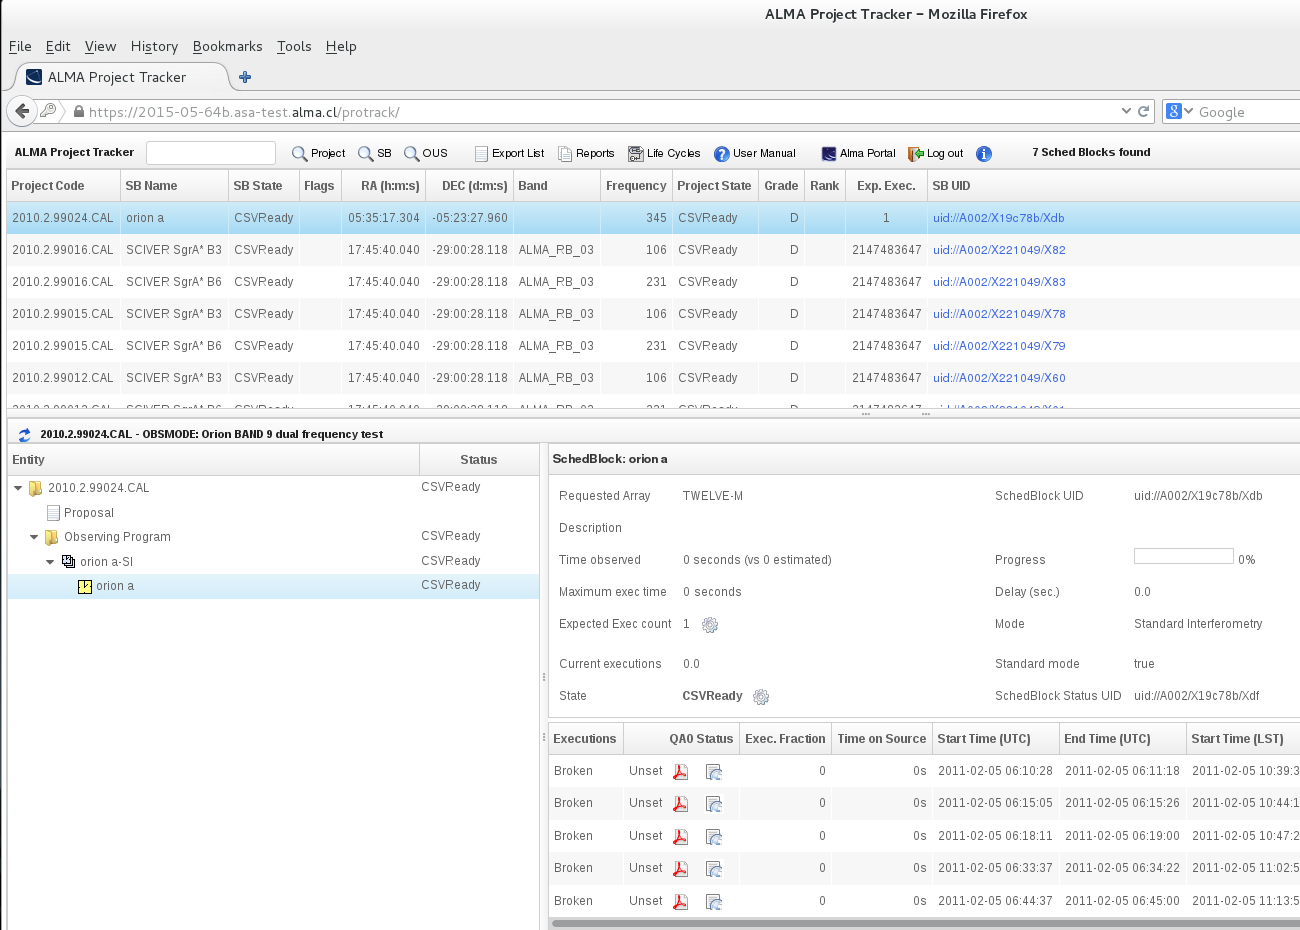 ALMA Project Tracker – Mozilla Firefox
File Edit View History Bookmarks Tools Help
ALMA Project Tracker
https://2015-05-64b.asa-test.alma.cl/protrack/ 8 Google
ALMA Project Tracker Project SB OUS Export List Reports Life Cycles User Manual Alma Portal Log out 7 Sched Blocks found
Project Code SB Name SB State Flags RA (h:m:s) DEC (d:m:s) Band Frequency Project State Grade Rank Exp. Exec. SB UID
2010.2.99024.CAL orion a CSVReady 05:35:17.304 -05:23:27.960 345 CSVReady D 1 uid://A002/X19c78b/Xdb
2010.2.99016.CAL SCIVER SgrA* B3 CSVReady 17:45:40.040 -29:00:28.118 ALMA_RB_03 106 CSVReady D 2147483647 uid://A002/X221049/X82
2010.2.99016.CAL SCIVER SgrA* B6 CSVReady 17:45:40.040 -29:00:28.118 ALMA_RB_03 231 CSVReady D 2147483647 uid://A002/X221049/X83
2010.2.99015.CAL SCIVER SgrA* B3 CSVReady 17:45:40.040 -29:00:28.118 ALMA_RB_03 106 CSVReady D 2147483647 uid://A002/X221049/X78
2010.2.99015.CAL SCIVER SgrA* B6 CSVReady 17:45:40.040 -29:00:28.118 ALMA_RB_03 231 CSVReady D 2147483647 uid://A002/X221049/X79
2010.2.99012.CAL SCIVER SgrA* B3 CSVReady 17:45:40.040 -29:00:28.118 ALMA_RB_03 106 CSVReady D 2147483647 uid://A002/X221049/X60
2010.2.99024.CAL - OBSMODE: Orion BAND 9 dual frequency test
Entity Status
2010.2.99024.CAL CSVReady
Proposal
Observing Program CSVReady
orion a-SI CSVReady
orion a CSVReady
SchedBlock: orion a
Requested Array TWELVE-M SchedBlock UID uid://A002/X19c78b/Xdb
Description
Time observed 0 seconds (vs 0 estimated) Progress 0%
Maximum exec time 0 seconds Delay (sec.) 0.0
Expected Exec count 1 Mode Standard Interferometry
Current executions 0.0 Standard mode true
State CSVReady SchedBlock Status UID uid://A002/X19c78b/Xdf
Executions QA0 Status Exec. Fraction Time on Source Start Time (UTC) End Time (UTC) Start Time (LST)
Broken Unset 0 0s 2011-02-05 06:10:28 2011-02-05 06:11:18 2011-02-05 10:39:3
Broken Unset 0 0s 2011-02-05 06:15:05 2011-02-05 06:15:26 2011-02-05 10:44:1
Broken Unset 0 0s 2011-02-05 06:18:11 2011-02-05 06:19:00 2011-02-05 10:47:2
Broken Unset 0 0s 2011-02-05 06:33:37 2011-02-05 06:34:22 2011-02-05 11:02:5
Broken Unset 0 0s 2011-02-05 06:44:37 2011-02-05 06:45:00 2011-02-05 11:13:5